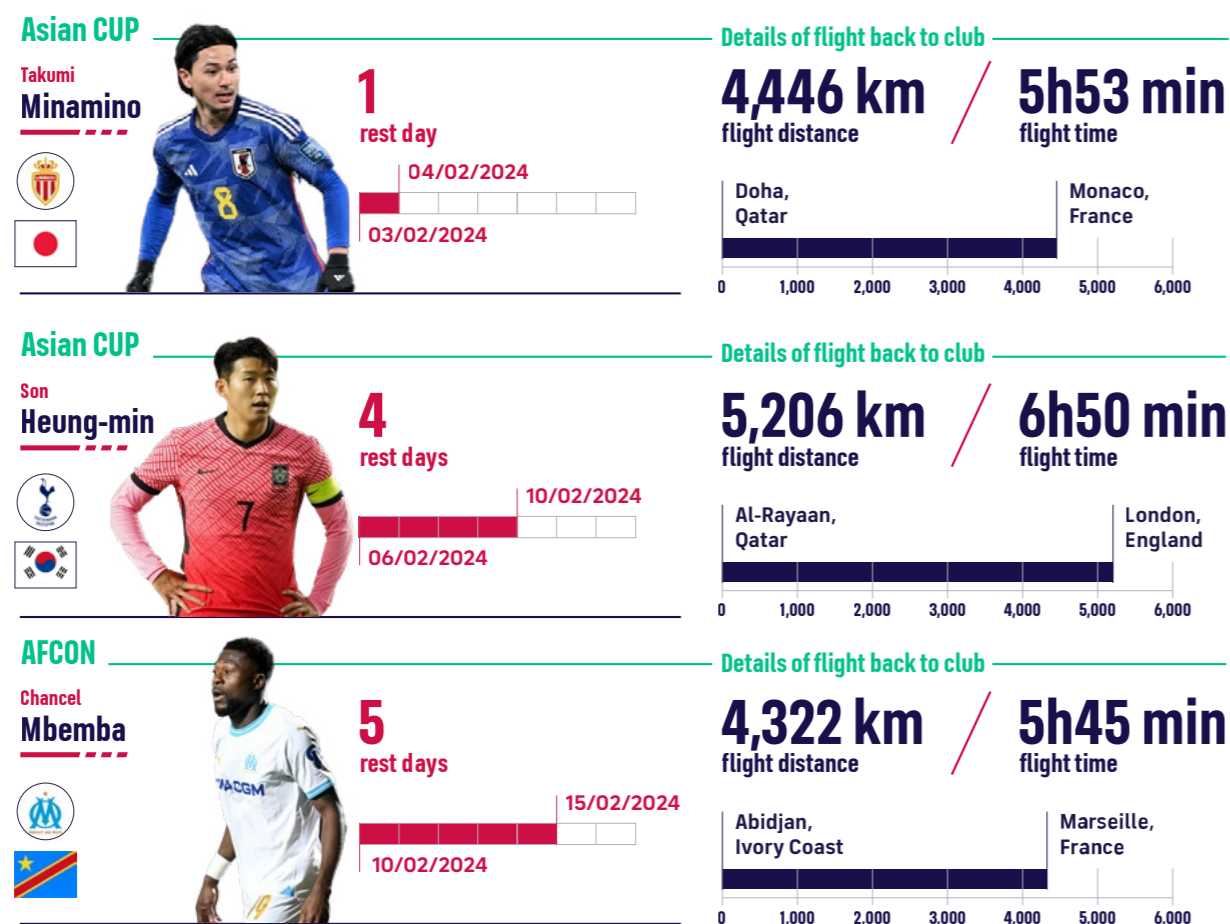 Asian CUP
Details of flight back to club
Takumi
Minamino
1
rest day
4,446 km
5h53 min
flight distance
flight time
04/02/2024
03/02/2024
Doha,
Qatar
Monaco,
France
0 1,000 2,000 3,000 4,000 5,000 6,000
8
Asian CUP
Details of flight back to club
Son
Heung-min
4
rest days
5,206 km
6h50 min
flight distance
flight time
10/02/2024
06/02/2024
Al-Rayaan,
Qatar
London,
England
0 1,000 2,000 3,000 4,000 5,000 6,000
7
AFCON
Details of flight back to club
Chancel
Mbemba
5
rest days
4,322 km
5h45 min
flight distance
flight time
15/02/2024
10/02/2024
Abidjan,
Ivory Coast
Marseille,
France
0 1,000 2,000 3,000 4,000 5,000 6,000